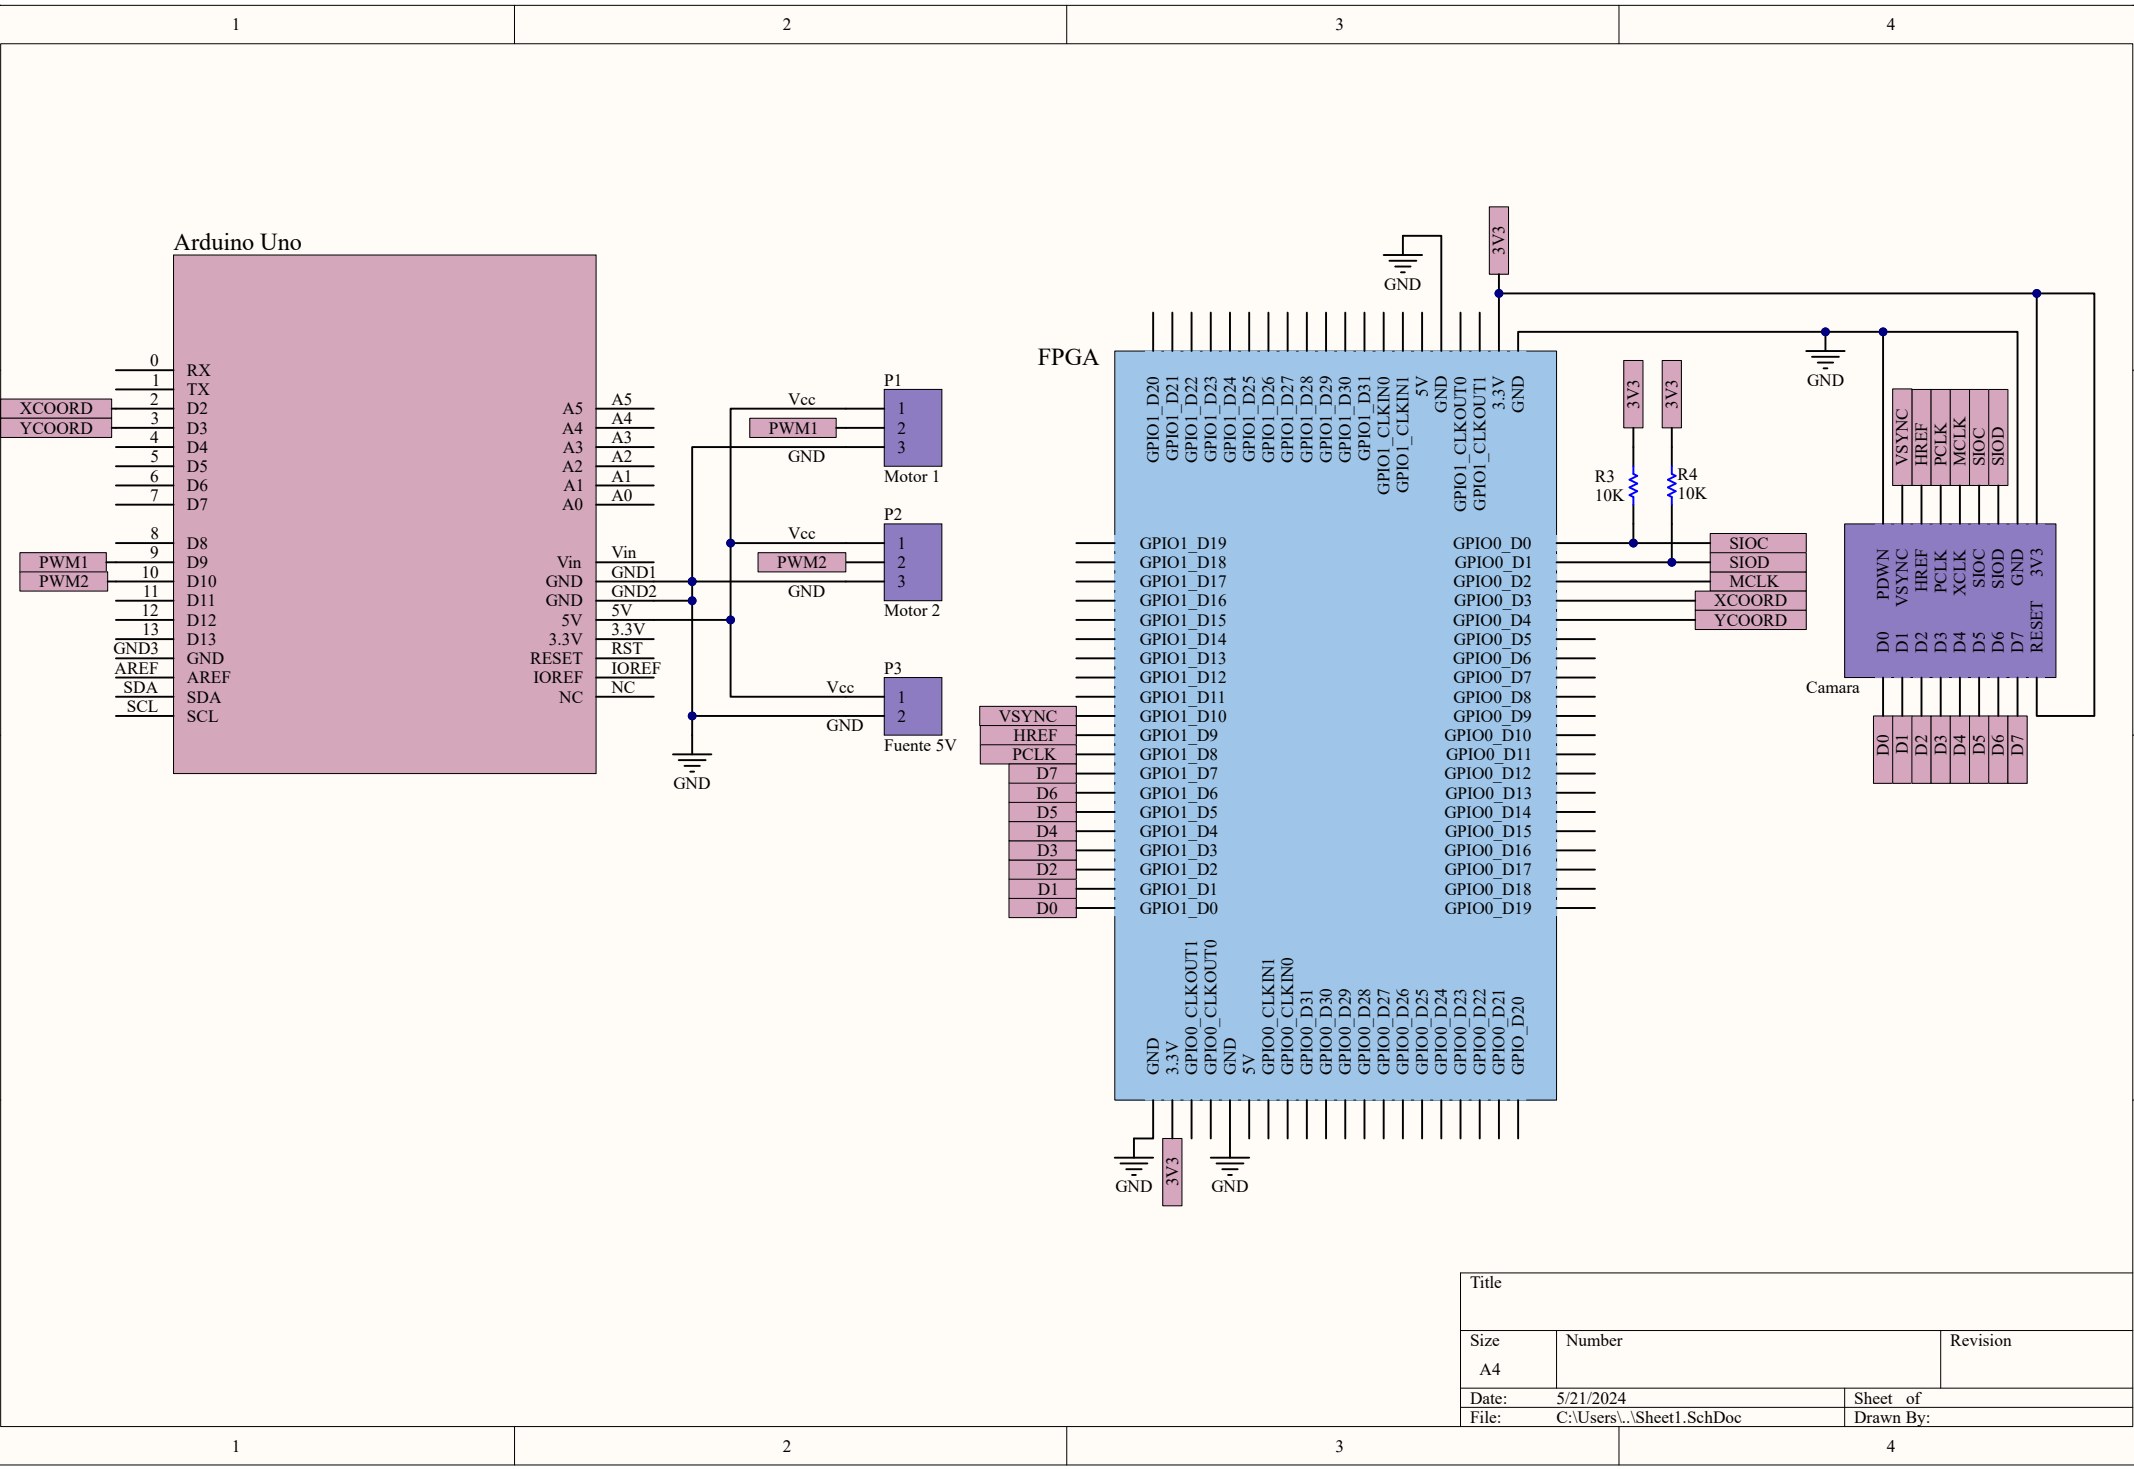 1
2
3
4
Arduino Uno
0
1
2
3
4
5
6
7
8
9
10
11
12
13
GND3
AREF
SDA
SCL
XCOORD
YCOORD
PWM1
PWM2
RX
TX
D2
D3
D4
D5
D6
D7
D8
D9
D10
D11
D12
D13
GND
AREF
SDA
SCL
A5
A4
A3
A2
A1
A0
Vin
GND
GND
5V
3.3V
RESET
IOREF
NC
A5
A4
A3
A2
A1
A0
Vin
GND1
GND2
5V
3.3V
RST
IOREF
NC
GND
P1
Vcc
PWM1
GND
1
2
3
Motor 1
P2
Vcc
PWM2
GND
1
2
3
Motor 2
P3
Vcc
GND
1
2
Fuente 5V
FPGA
GND
3V3
GPIO1_D20
GPIO1_D21
GPIO1_D22
GPIO1_D23
GPIO1_D24
GPIO1_D25
GPIO1_D26
GPIO1_D27
GPIO1_D28
GPIO1_D29
GPIO1_D30
GPIO1_D31
GPIO1_CLKIN0
GPIO1_CLKIN1
5V
GND
GPIO1_CLKOUT0
GPIO1_CLKOUT1
3.3V
GND
GPIO1_D19
GPIO1_D18
GPIO1_D17
GPIO1_D16
GPIO1_D15
GPIO1_D14
GPIO1_D13
GPIO1_D12
GPIO1_D11
GPIO1_D10
GPIO1_D9
GPIO1_D8
GPIO1_D7
GPIO1_D6
GPIO1_D5
GPIO1_D4
GPIO1_D3
GPIO1_D2
GPIO1_D1
GPIO1_D0
VSYNC
HREF
PCLK
D7
D6
D5
D4
D3
D2
D1
D0
GPIO0_D0
GPIO0_D1
GPIO0_D2
GPIO0_D3
GPIO0_D4
GPIO0_D5
GPIO0_D6
GPIO0_D7
GPIO0_D8
GPIO0_D9
GPIO0_D10
GPIO0_D11
GPIO0_D12
GPIO0_D13
GPIO0_D14
GPIO0_D15
GPIO0_D16
GPIO0_D17
GPIO0_D18
GPIO0_D19
GND
3.3V
GPIO0_CLKOUT1
GPIO0_CLKOUT0
GND
5V
GPIO0_CLKIN1
GPIO0_CLKIN0
GPIO0_D31
GPIO0_D30
GPIO0_D29
GPIO0_D28
GPIO0_D27
GPIO0_D26
GPIO0_D25
GPIO0_D24
GPIO0_D23
GPIO0_D22
GPIO0_D21
GPIO_D20
GND
3V3
GND
3V3
3V3
R3
10K
R4
10K
SIOC
SIOD
MCLK
XCOORD
YCOORD
GND
VSYNC
HREF
PCLK
MCLK
SIOC
SIOD
PDWN
VSYNC
HREF
PCLK
XCLK
SIOC
SIOD
GND
3V3
D0
D1
D2
D3
D4
D5
D6
D7
RESET
Camara
D0
D1
D2
D3
D4
D5
D6
D7
Title
Size
A4
Number
Revision
Date: 5/21/2024
Sheet of
File: C:\Users\..\Sheet1.SchDoc
Drawn By:
1
2
3
4